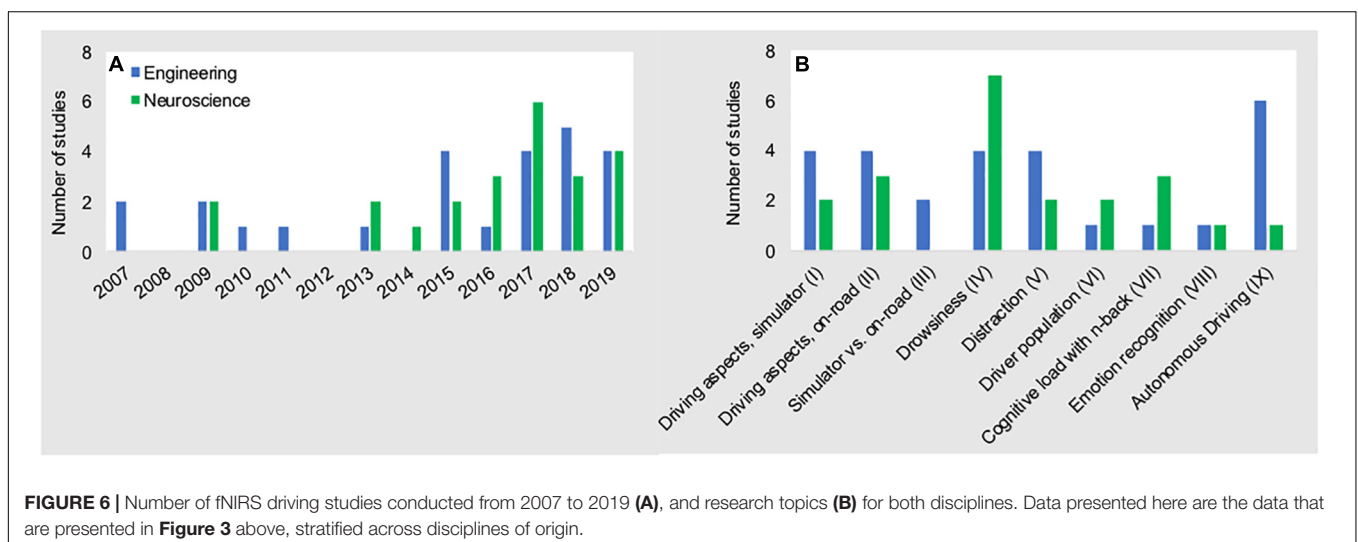 A
Engineering
Neuroscience
Number of studies
8
6
4
2
0
2007
2008
2009
2010
2011
2012
2013
2014
2015
2016
2017
2018
2019
B
Number of studies
8
6
4
2
0
Driving aspects, simulator (I)
Driving aspects, on-road (II)
Simulator vs. on-road (III)
Drowsiness (IV)
Distraction (V)
Driver population (VI)
Cognitive load with n-back (VII)
Emotion recognition (VIII)
Autonomous Driving (IX)
FIGURE 6 | Number of fNIRS driving studies conducted from 2007 to 2019 (A), and research topics (B) for both disciplines. Data presented here are the data that
are presented in Figure 3 above, stratified across disciplines of origin.